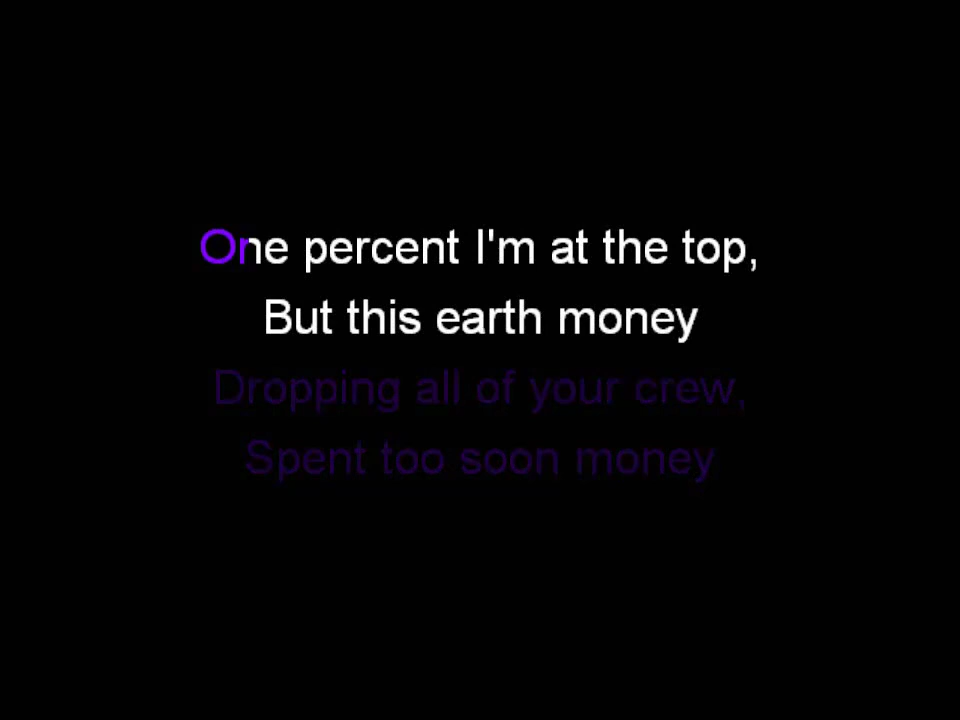 One percent I'm at the top,
But this earth money
Dropping all of your crew,
Spent too soon money